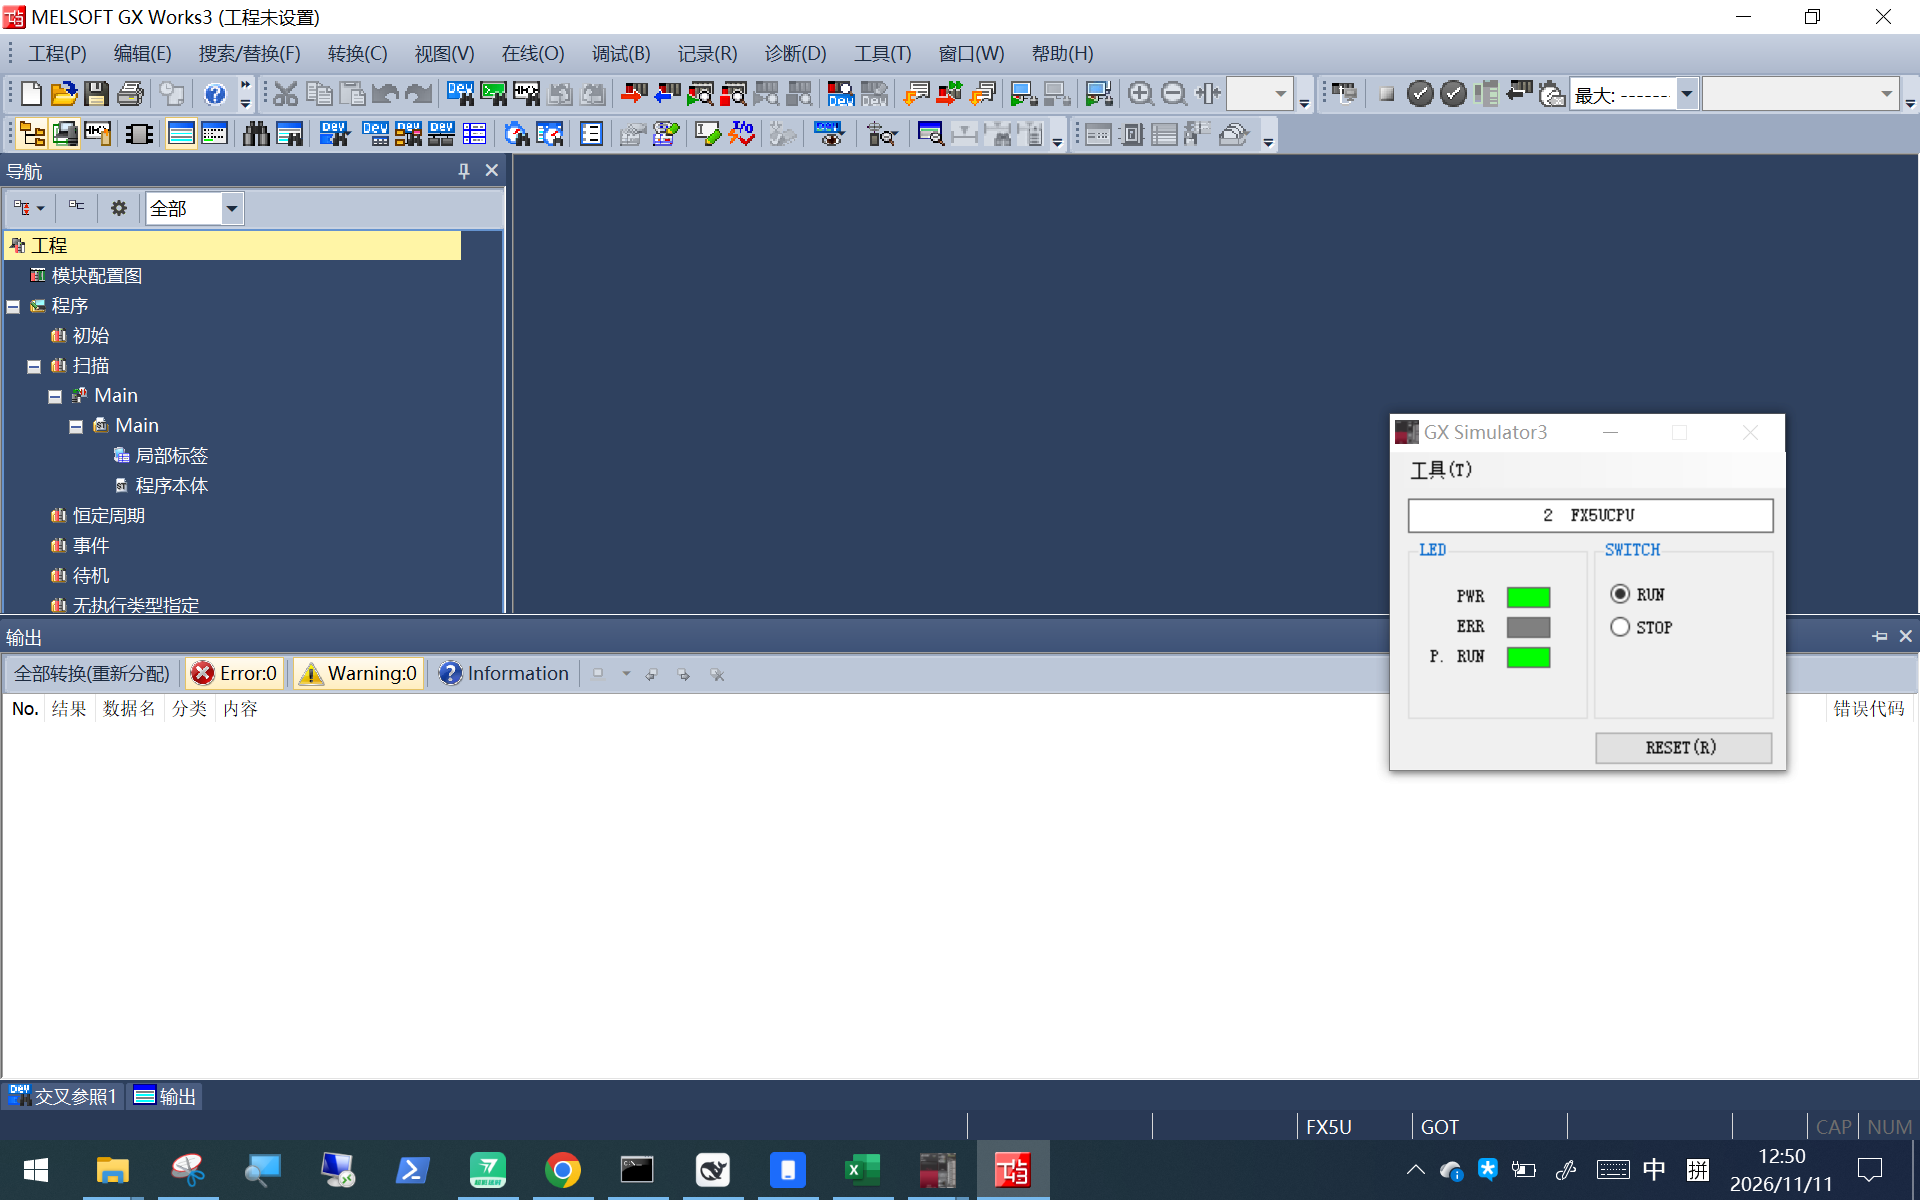 MELSOFT GX Works3 (工程未设置)
工程(P) 编辑(E) 搜索/替换(F) 转换(C) 视图(V) 在线(O) 调试(B) 记录(R) 诊断(D) 工具(T) 窗口(W) 帮助(H)
最大: -------
导航
全部
工程
模块配置图
程序
初始
扫描
Main
Main
局部标签
程序本体
恒定周期
事件
待机
无执行类型指定
GX Simulator3
工具(T)
2 FX5UCPU
LED
SWITCH
PWR
RUN
ERR
STOP
P. RUN
RESET(R)
输出
全部转换(重新分配) Error:0 Warning:0 Information
No. 结果 数据名 分类 内容 错误代码
交叉参照1 输出
FX5U GOT CAP NUM
中 拼
12:50
2026/11/11